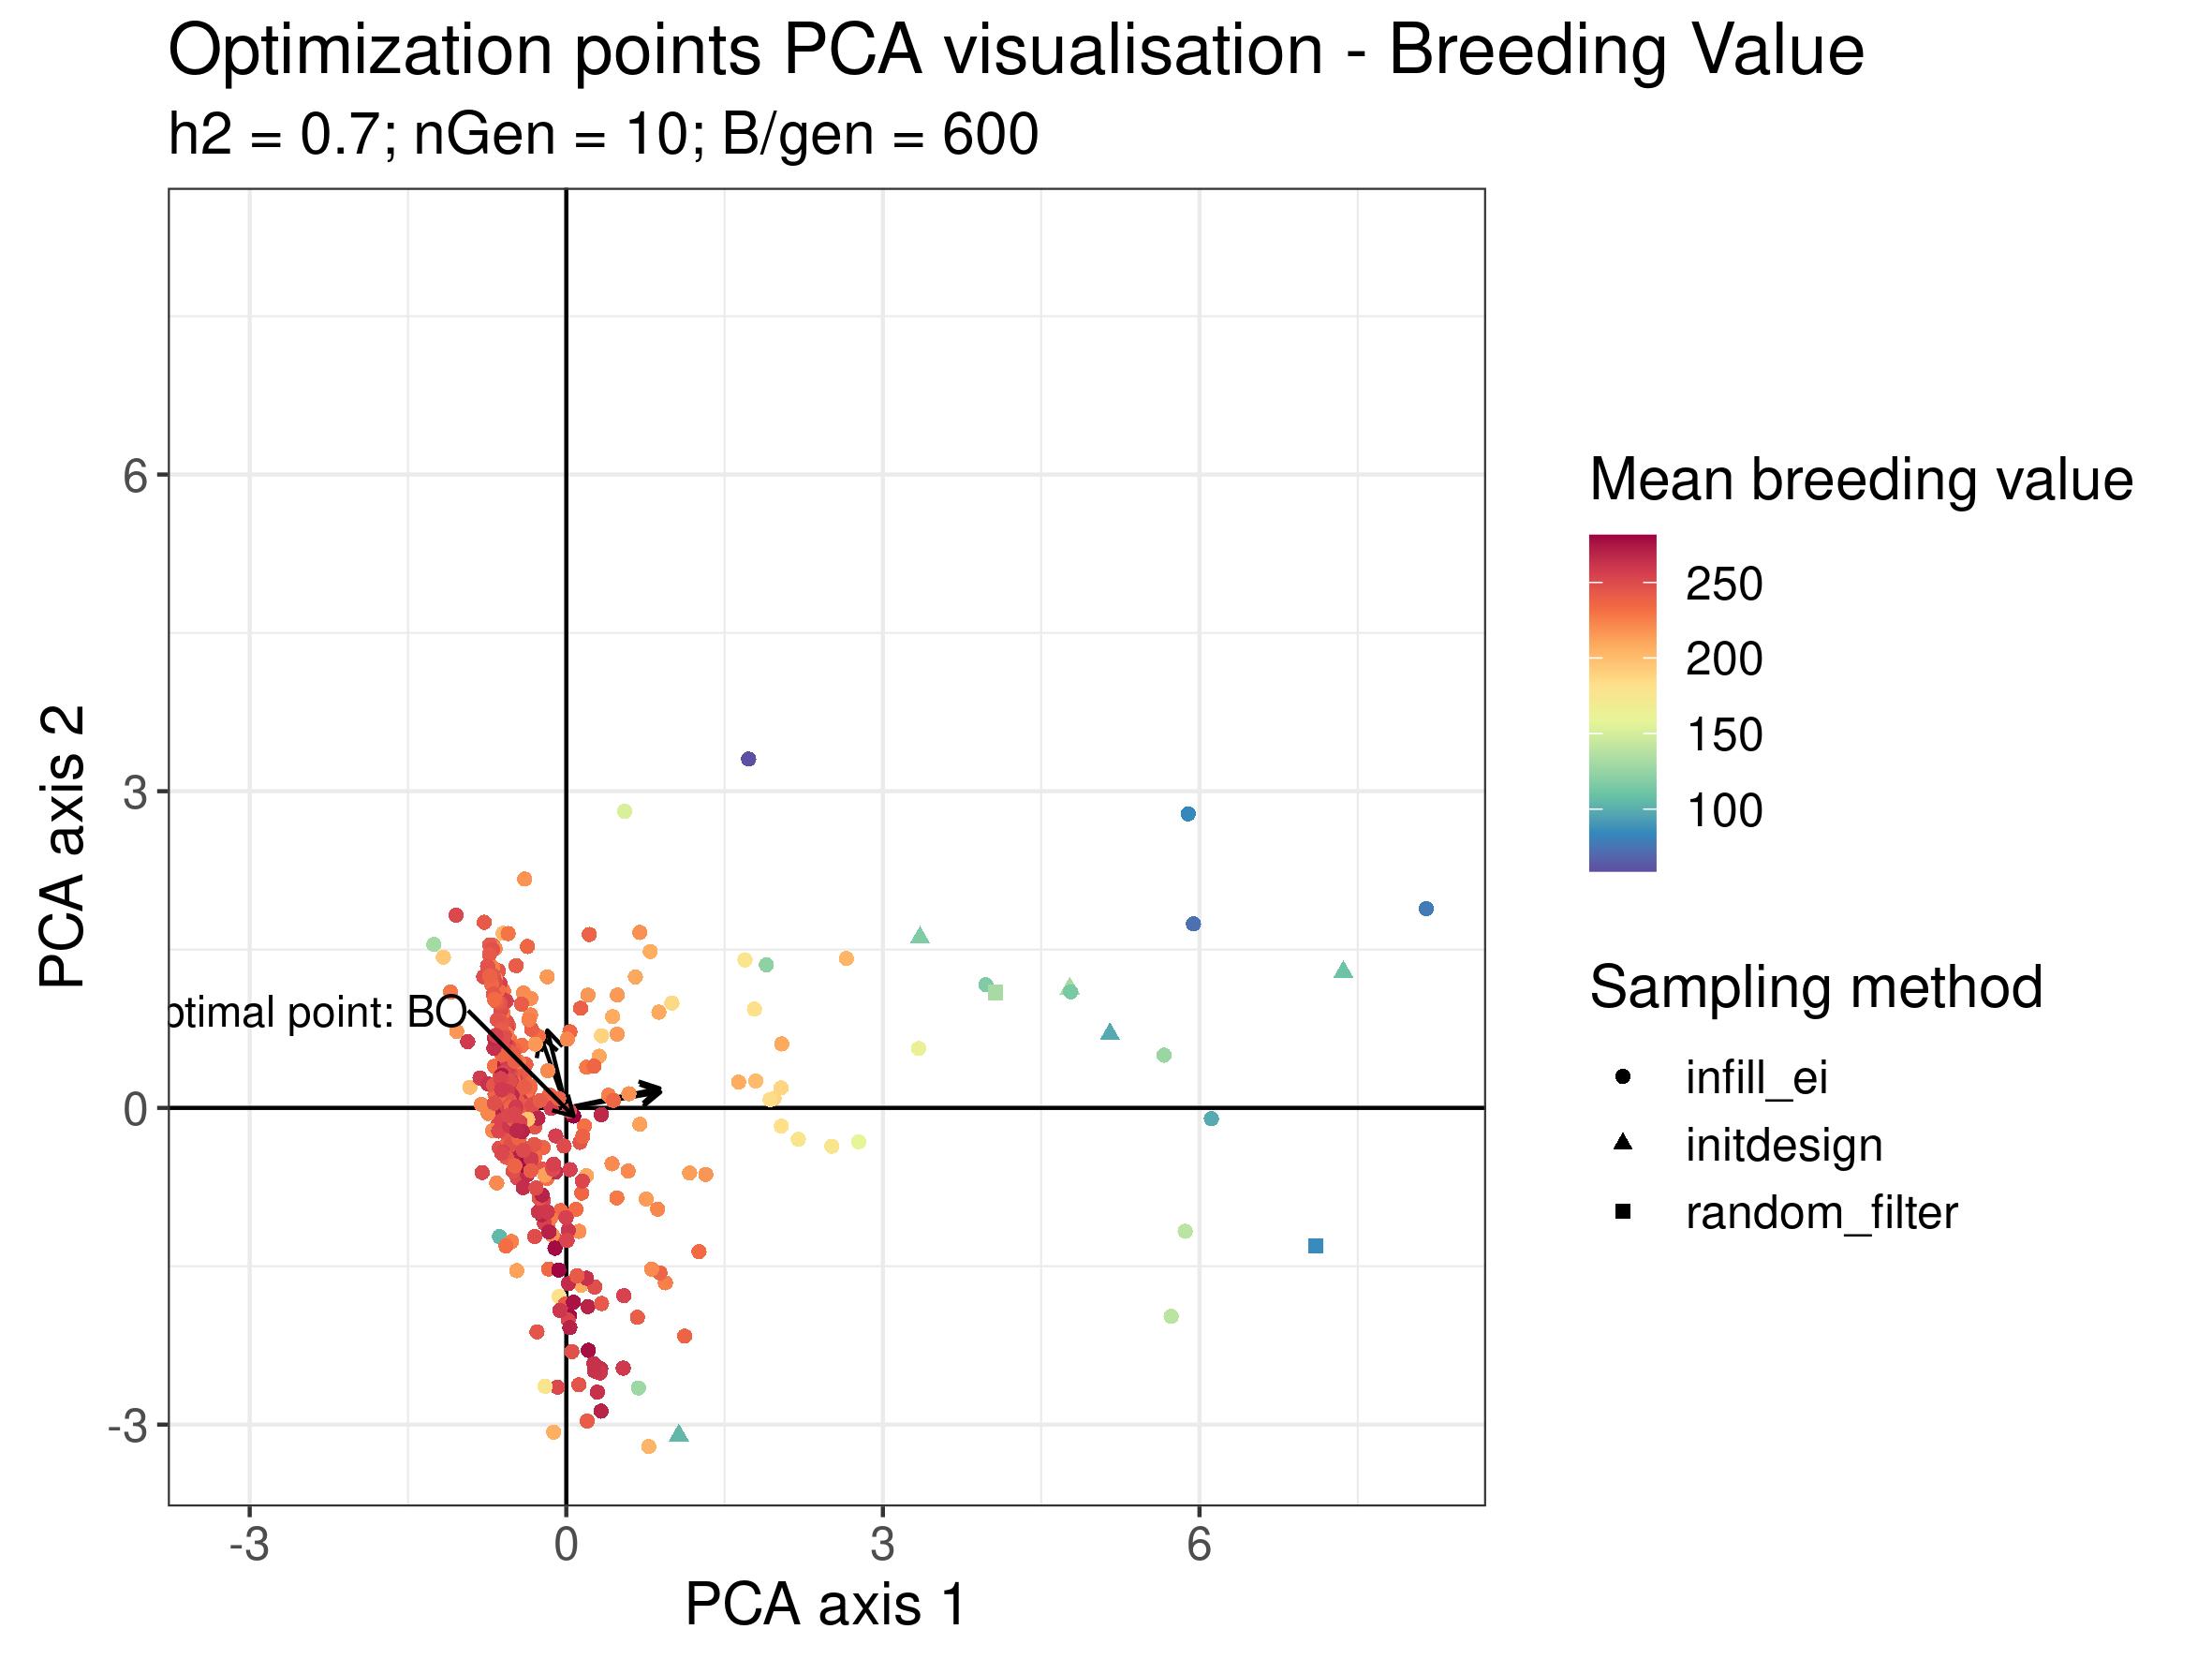 Optimization points PCA visualisation - Breeding Value
h2 = 0.7; nGen = 10; B/gen = 600
PCA axis 2
6
3
0
-3
ptimal point: BO
-3
0
3
6
PCA axis 1
Mean breeding value
250
200
150
100
Sampling method
infill_ei
initdesign
random_filter